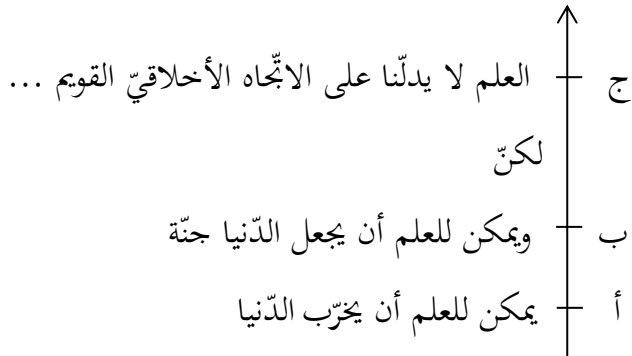 ج العلم لا يدلّنا على الاتّجاه الأخلاقيّ القويم ...
لكنّ
ب ويمكن للعلم أن يجعل الدّنيا جنّة
أ يمكن للعلم أن يخرّب الدّنيا